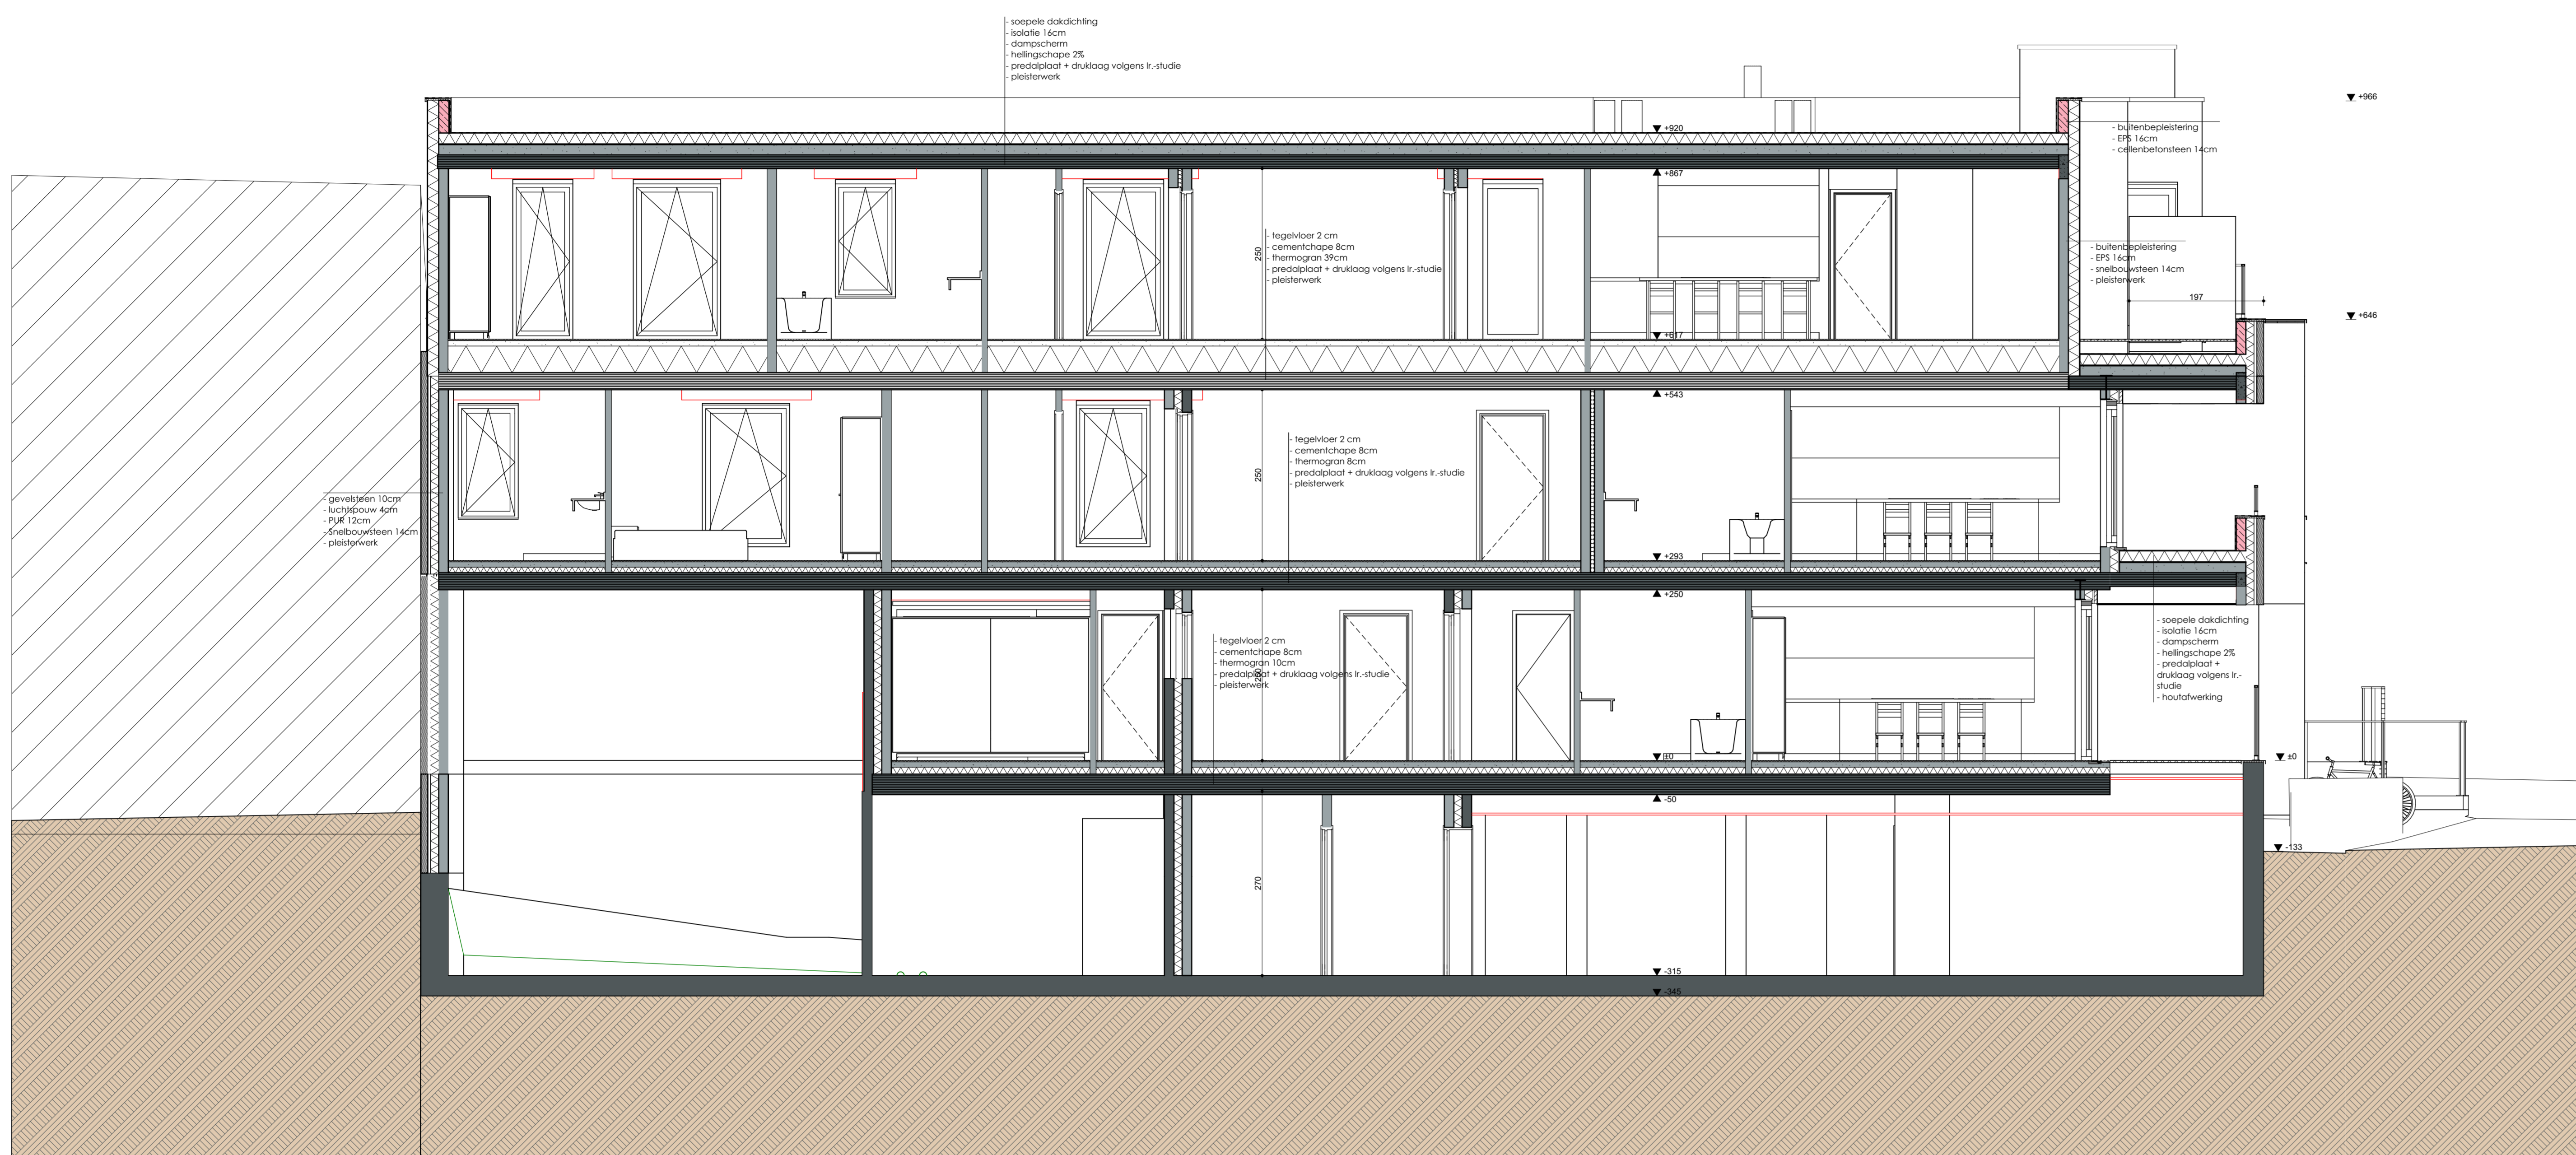 - soepele dakdichting
- isolatie 16cm
- dampscherm
- hellingschape 2%
- predalplaat + druklaag volgens Ir.-studie
- pleisterwerk
+966
+920
- buitenbepleistering
- EPS 16cm
- cellenbetonsteen 14cm
+867
- tegelvloer 2 cm
- cementchape 8cm
- thermogran 39cm
- predalplaat + druklaag volgens Ir.-studie
- pleisterwerk
250
- buitenbepleistering
- EPS 16cm
- snelbouwsteen 14cm
- pleisterwerk
197
+646
+617
+543
- tegelvloer 2 cm
- cementchape 8cm
- thermogran 8cm
- predalplaat + druklaag volgens Ir.-studie
- pleisterwerk
250
- gevelsteen 10cm
- luchtspouw 4cm
- PUR 12cm
- Snelbouwsteen 14cm
- pleisterwerk
+293
+250
- soepele dakdichting
- isolatie 16cm
- dampscherm
- hellingschape 2%
- predalplaat +
druklaag volgens Ir.-
studie
- houtafwerking
- tegelvloer 2 cm
- cementchape 8cm
- thermogran 10cm
- predalplaat + druklaag volgens Ir.-studie
- pleisterwerk
250
±0
±0
-50
-133
270
-315
-345